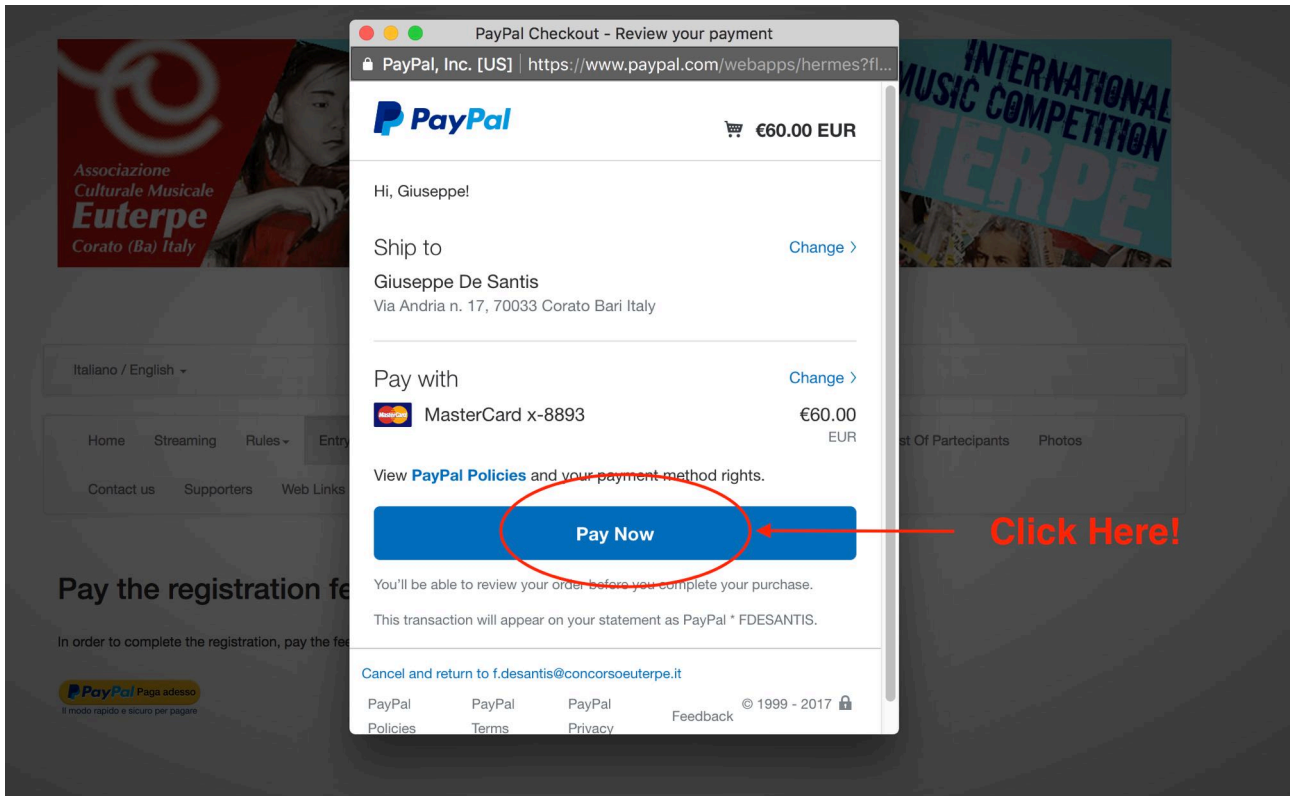 PayPal Checkout - Review your payment
PayPal, Inc. [US] | https://www.paypal.com/webapps/hermes?fl...
Associazione
Culturale Musicale
Euterpe
Corato (Ba) Italy
INTERNATIONAL
MUSIC COMPETITION
TERPE
PayPal
€60.00 EUR
Hi, Giuseppe!
Ship to
Change >
Giuseppe De Santis
Via Andria n. 17, 70033 Corato Bari Italy
Italiano / English
Pay with
Change >
MasterCard
MasterCard x-8893
€60.00
EUR
Home Streaming Rules Entry
st Of Partecipants Photos
View PayPal Policies and your payment method rights.
Contact us Supporters Web Links
Pay Now
Click Here!
Pay the registration fe
You'll be able to review your order before you complete your purchase.
This transaction will appear on your statement as PayPal * FDESANTIS.
In order to complete the registration, pay the fee
Cancel and return to f.desantis@concorsoeuterpe.it
PayPal Paga adesso
Il modo rapido e sicuro per pagare
PayPal PayPal PayPal Feedback © 1999 - 2017
Policies Terms Privacy